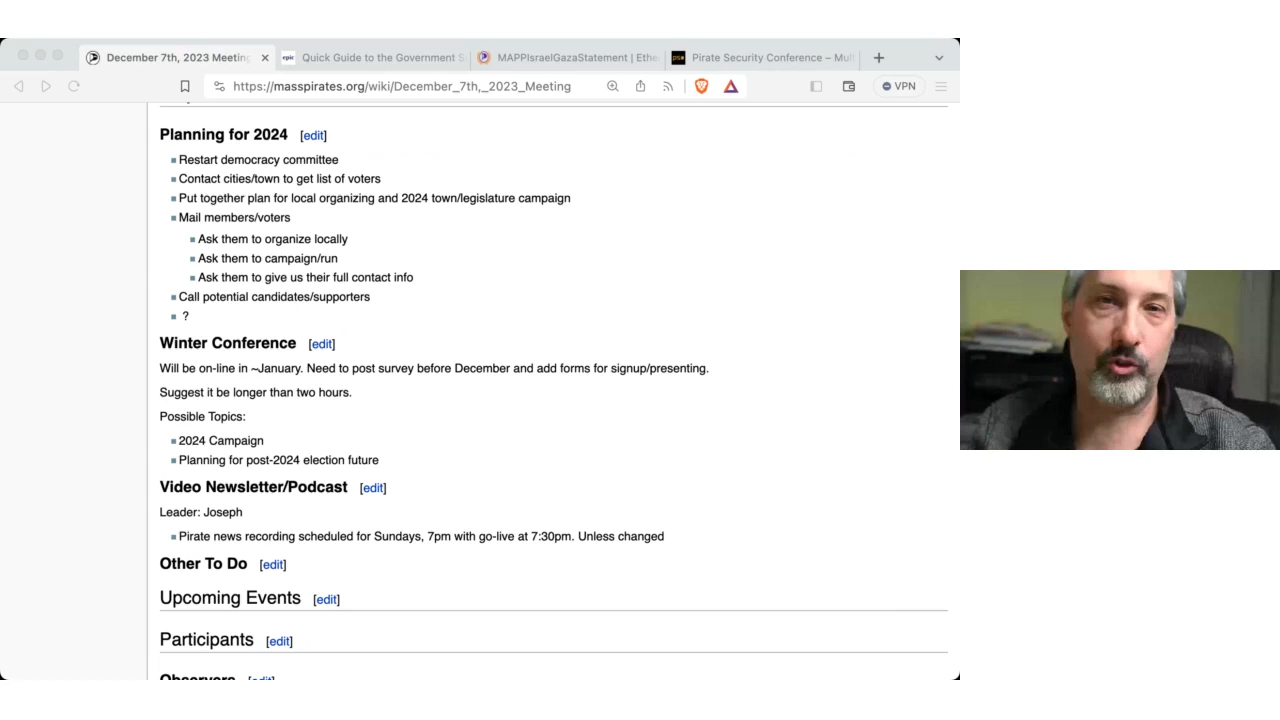 December 7th, 2023 Meeting
Quick Guide to the Government S
MAPPIsraelGazaStatement | Ethe
Pirate Security Conference – Mul
https://masspirates.org/wiki/December_7th,_2023_Meeting
VPN
Planning for 2024 [edit]
Restart democracy committee
Contact cities/town to get list of voters
Put together plan for local organizing and 2024 town/legislature campaign
Mail members/voters
Ask them to organize locally
Ask them to campaign/run
Ask them to give us their full contact info
Call potential candidates/supporters
?
Winter Conference [edit]
Will be on-line in ~January. Need to post survey before December and add forms for signup/presenting.
Suggest it be longer than two hours.
Possible Topics:
2024 Campaign
Planning for post-2024 election future
Video Newsletter/Podcast [edit]
Leader: Joseph
Pirate news recording scheduled for Sundays, 7pm with go-live at 7:30pm. Unless changed
Other To Do [edit]
Upcoming Events [edit]
Participants [edit]
Observers [edit]